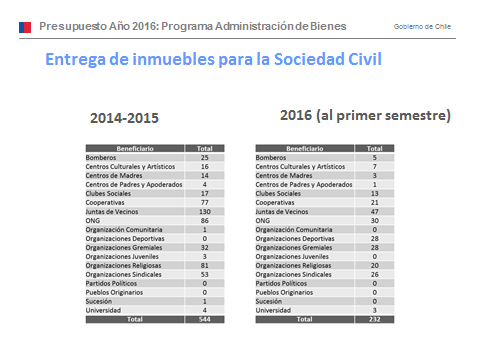 Presupuesto Año 2016: Programa Administración de Bienes
Gobierno de Chile
Entrega de inmuebles para la Sociedad Civil
2014-2015
Beneficiario Total
Bomberos 25
Centros Culturales y Artísticos 16
Centros de Madres 14
Centros de Padres y Apoderados 4
Clubes Sociales 17
Cooperativas 77
Juntas de Vecinos 130
ONG 86
Organización Comunitaria 1
Organizaciones Deportivas 0
Organizaciones Gremiales 32
Organizaciones Juveniles 3
Organizaciones Religiosas 81
Organizaciones Sindicales 53
Partidos Políticos 0
Pueblos Originarios 0
Sucesión 1
Universidad 4
Total 544
2016 (al primer semestre)
Beneficiario Total
Bomberos 5
Centros Culturales y Artísticos 7
Centros de Madres 3
Centros de Padres y Apoderados 1
Clubes Sociales 13
Cooperativas 21
Juntas de Vecinos 47
ONG 30
Organización Comunitaria 0
Organizaciones Deportivas 28
Organizaciones Gremiales 28
Organizaciones Juveniles 0
Organizaciones Religiosas 20
Organizaciones Sindicales 26
Partidos Políticos 0
Pueblos Originarios 0
Sucesión 0
Universidad 3
Total 232